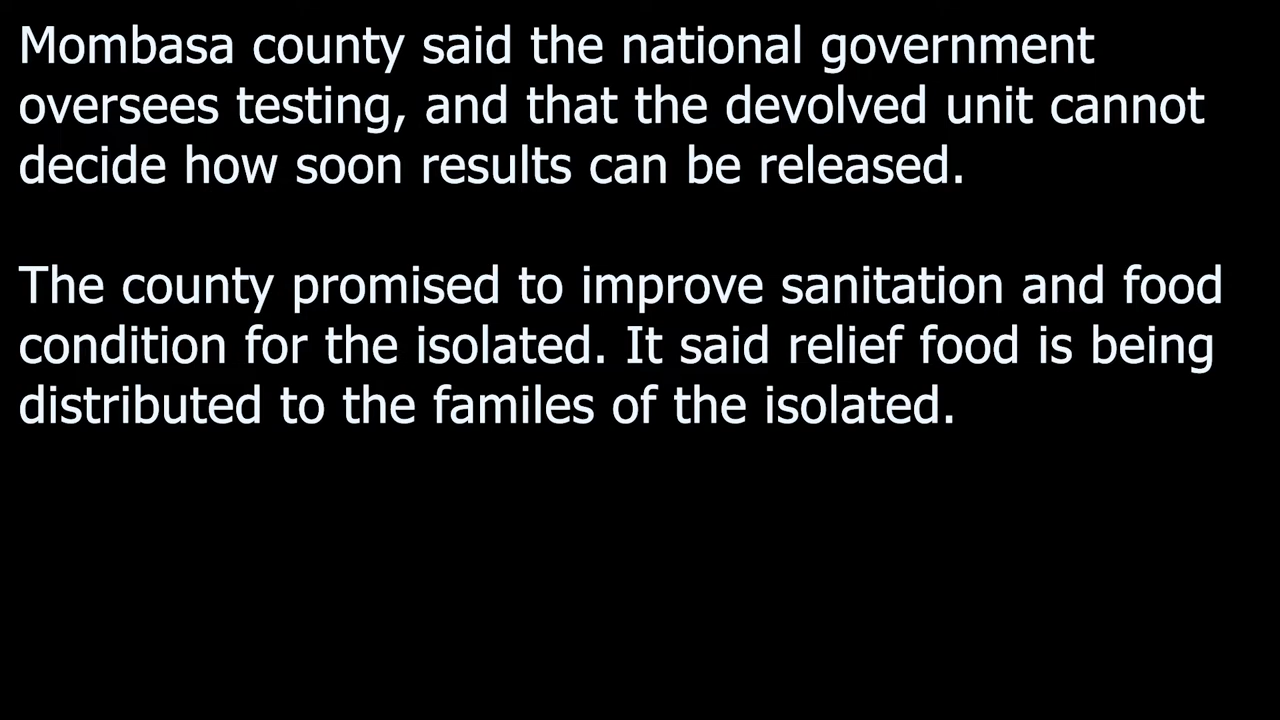 Mombasa county said the national government
oversees testing, and that the devolved unit cannot
decide how soon results can be released.
The county promised to improve sanitation and food
condition for the isolated. It said relief food is being
distributed to the familes of the isolated.